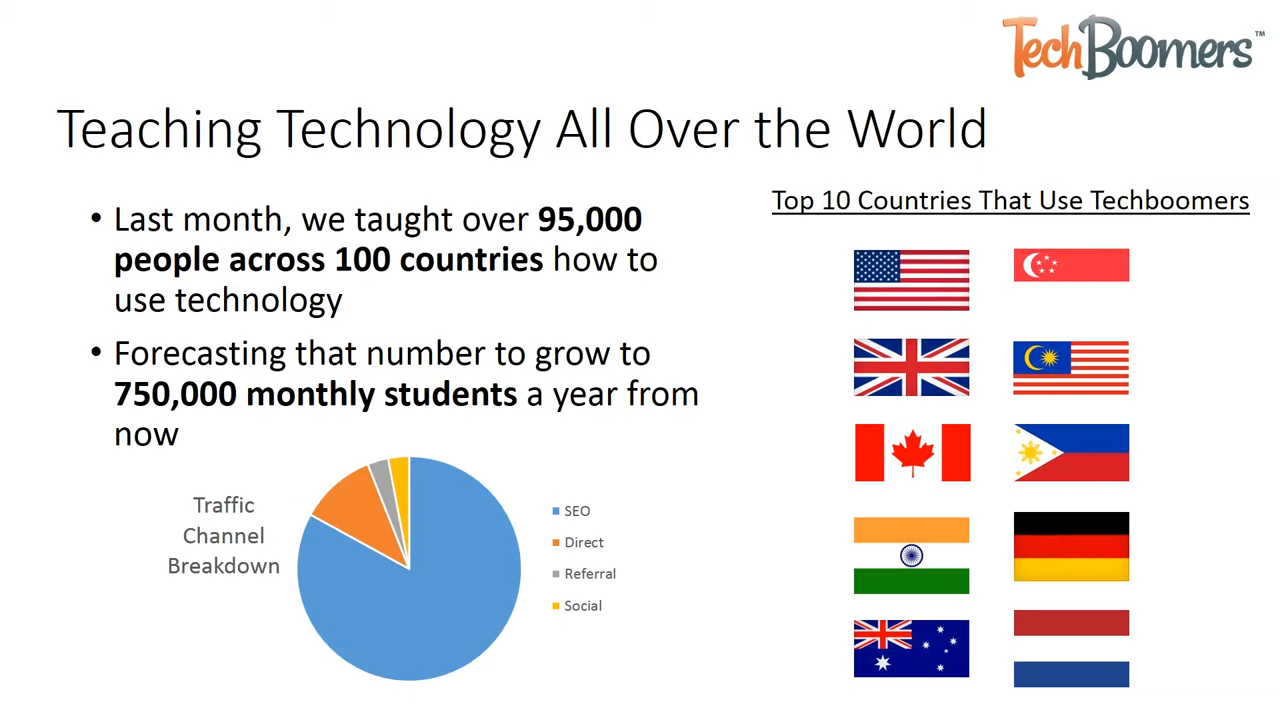 TechBoomers™
Teaching Technology All Over the World
• Last month, we taught over 95,000
people across 100 countries how to
use technology
• Forecasting that number to grow to
750,000 monthly students a year from
now
Traffic
Channel
Breakdown
SEO
Direct
Referral
Social
Top 10 Countries That Use Techboomers